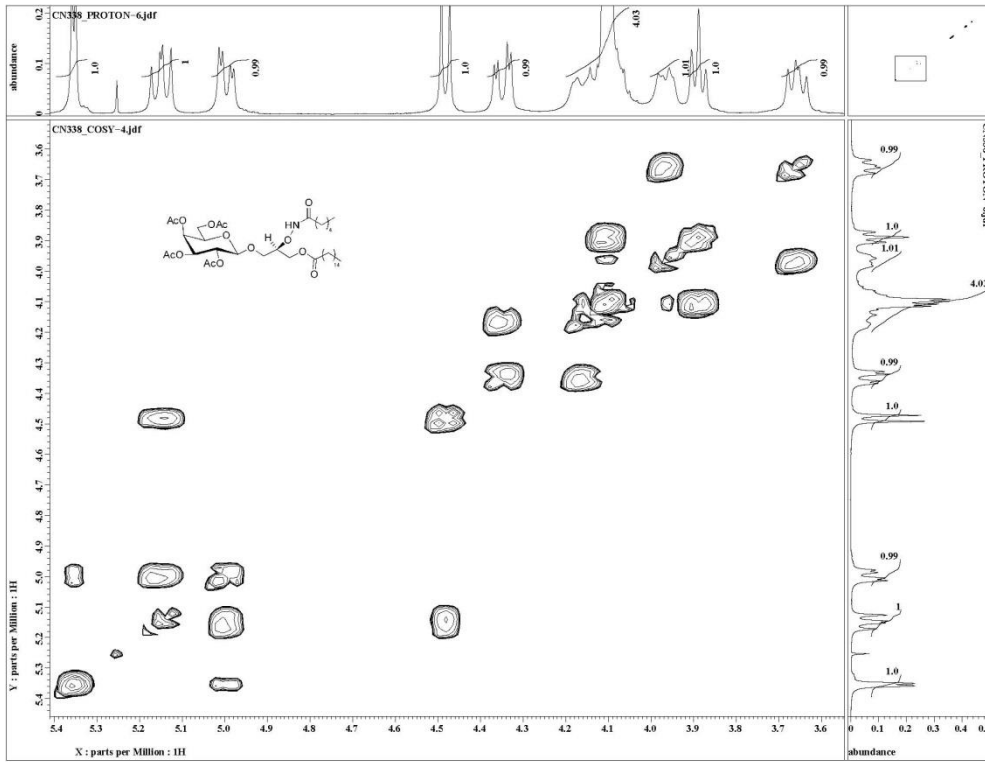 CN338_PROTON-6.jdf
abundance
0 0.1 0.2
1.0 1 0.99 1.0 0.99 4.03 1.01 1.0 0.99
CN338_COSY-4.jdf
Y : parts per Million : 1H
3.6
3.7
3.8
3.9
4.0
4.1
4.2
4.3
4.4
4.5
4.6
4.7
4.8
4.9
5.0
5.1
5.2
5.3
5.4
AcO OAc
AcO OAc
O
O
H
O
HN
O
4
O
O
14
5.4 5.3 5.2 5.1 5.0 4.9 4.8 4.7 4.6 4.5 4.4 4.3 4.2 4.1 4.0 3.9 3.8 3.7 3.6
X : parts per Million : 1H
0.99
1.0
1.01
0.99
1.0
0.99
1
1.0
0 0.1 0.2 0.3 0.4
abundance